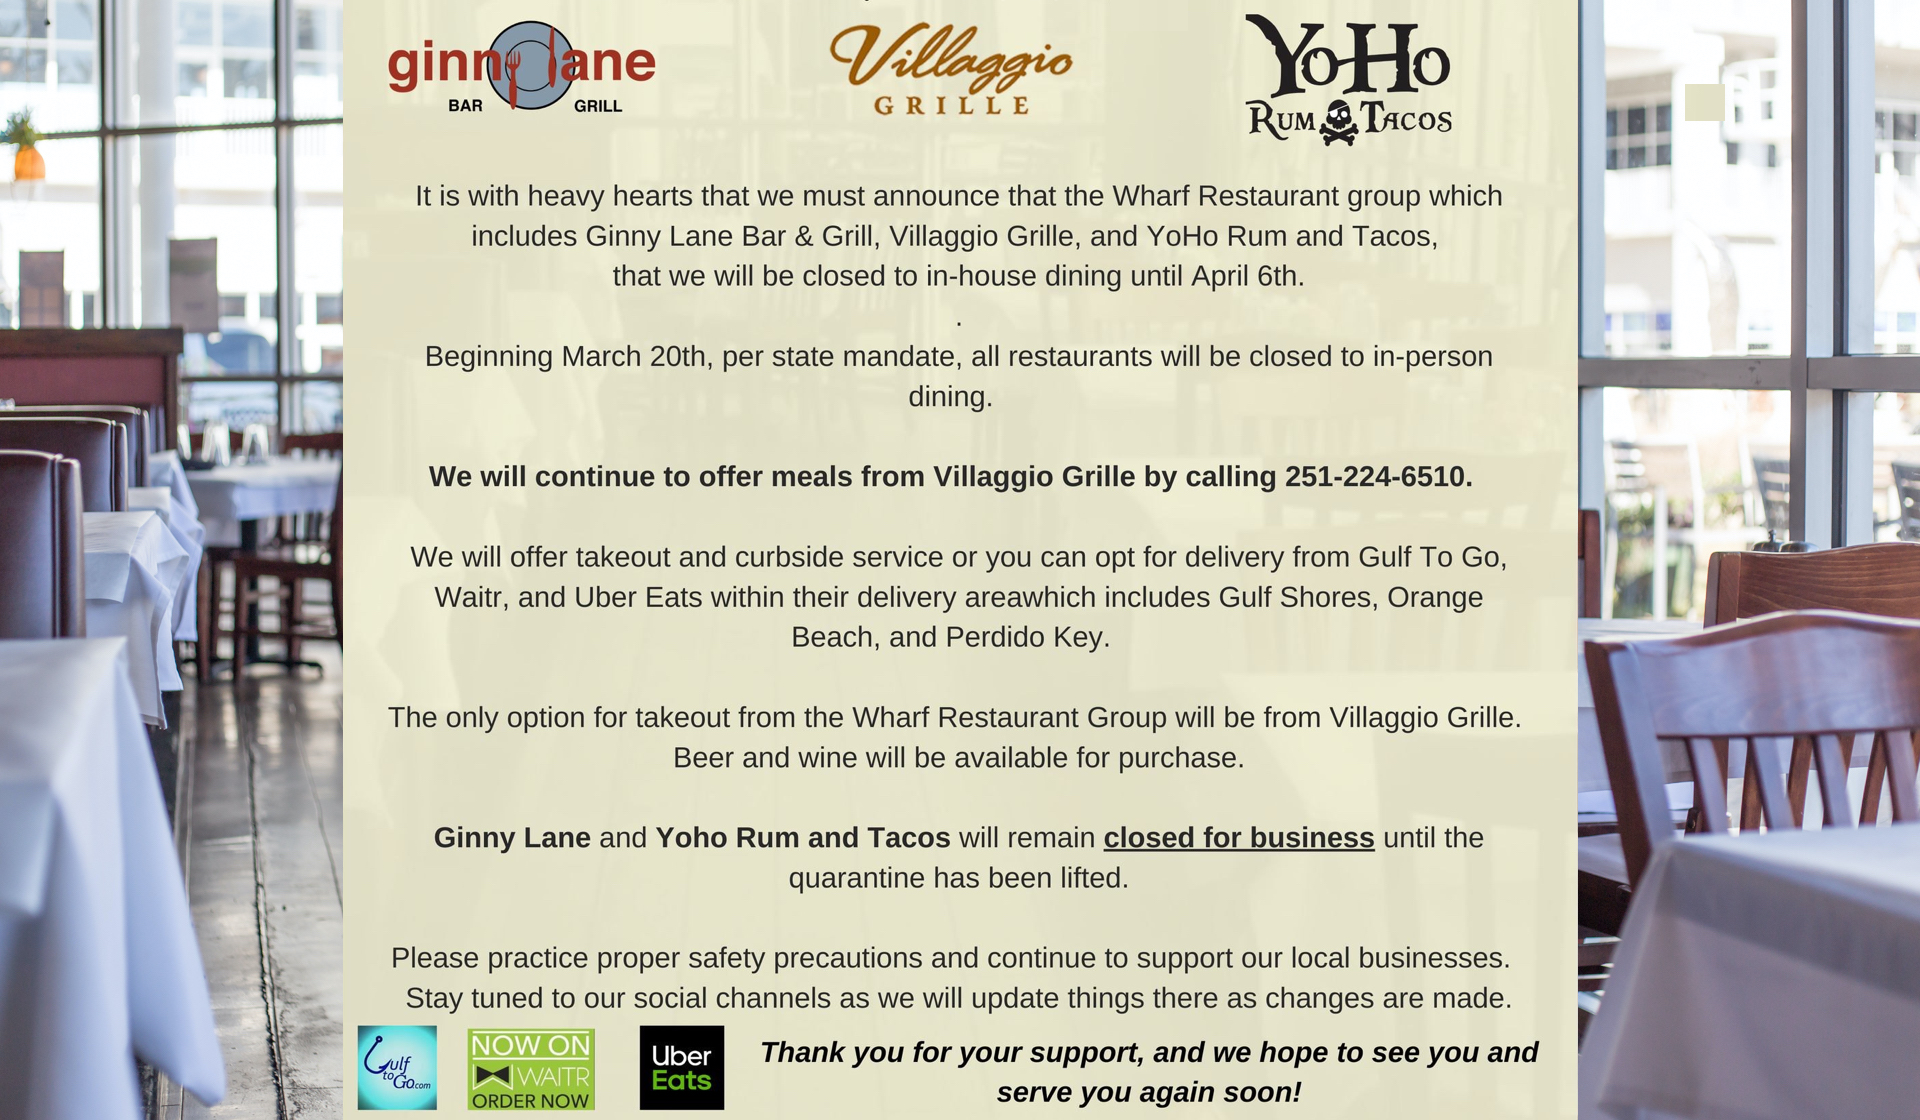 ginny lane
BAR GRILL
Villaggio
GRILLE
YoHo
Rum Tacos
It is with heavy hearts that we must announce that the Wharf Restaurant group which
includes Ginny Lane Bar & Grill, Villaggio Grille, and YoHo Rum and Tacos,
that we will be closed to in-house dining until April 6th.
.
Beginning March 20th, per state mandate, all restaurants will be closed to in-person
dining.
We will continue to offer meals from Villaggio Grille by calling 251-224-6510.
We will offer takeout and curbside service or you can opt for delivery from Gulf To Go,
Waitr, and Uber Eats within their delivery areawhich includes Gulf Shores, Orange
Beach, and Perdido Key.
The only option for takeout from the Wharf Restaurant Group will be from Villaggio Grille.
Beer and wine will be available for purchase.
Ginny Lane and Yoho Rum and Tacos will remain closed for business until the
quarantine has been lifted.
Please practice proper safety precautions and continue to support our local businesses.
Stay tuned to our social channels as we will update things there as changes are made.
Gulf
to
Go.com
NOW ON
WAITR
ORDER NOW
Uber
Eats
Thank you for your support, and we hope to see you and
serve you again soon!